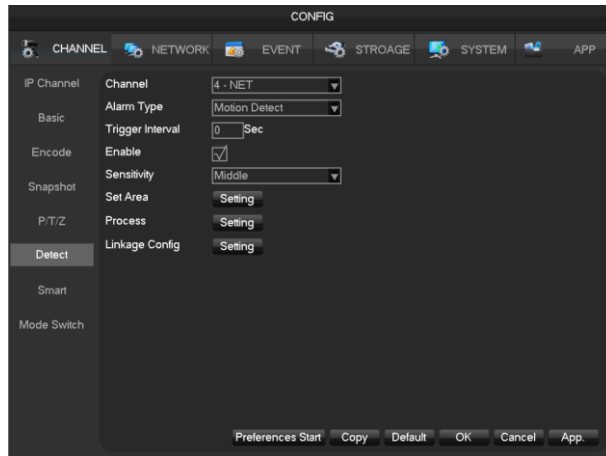 CONFIG
CHANNEL NETWORK EVENT STROAGE SYSTEM APP
IP Channel
Basic
Encode
Snapshot
P/T/Z
Detect
Smart
Mode Switch
Channel 4 - NET
Alarm Type Motion Detect
Trigger Interval 0 Sec
Enable
Sensitivity Middle
Set Area Setting
Process Setting
Linkage Config Setting
Preferences Start Copy Default OK Cancel App.